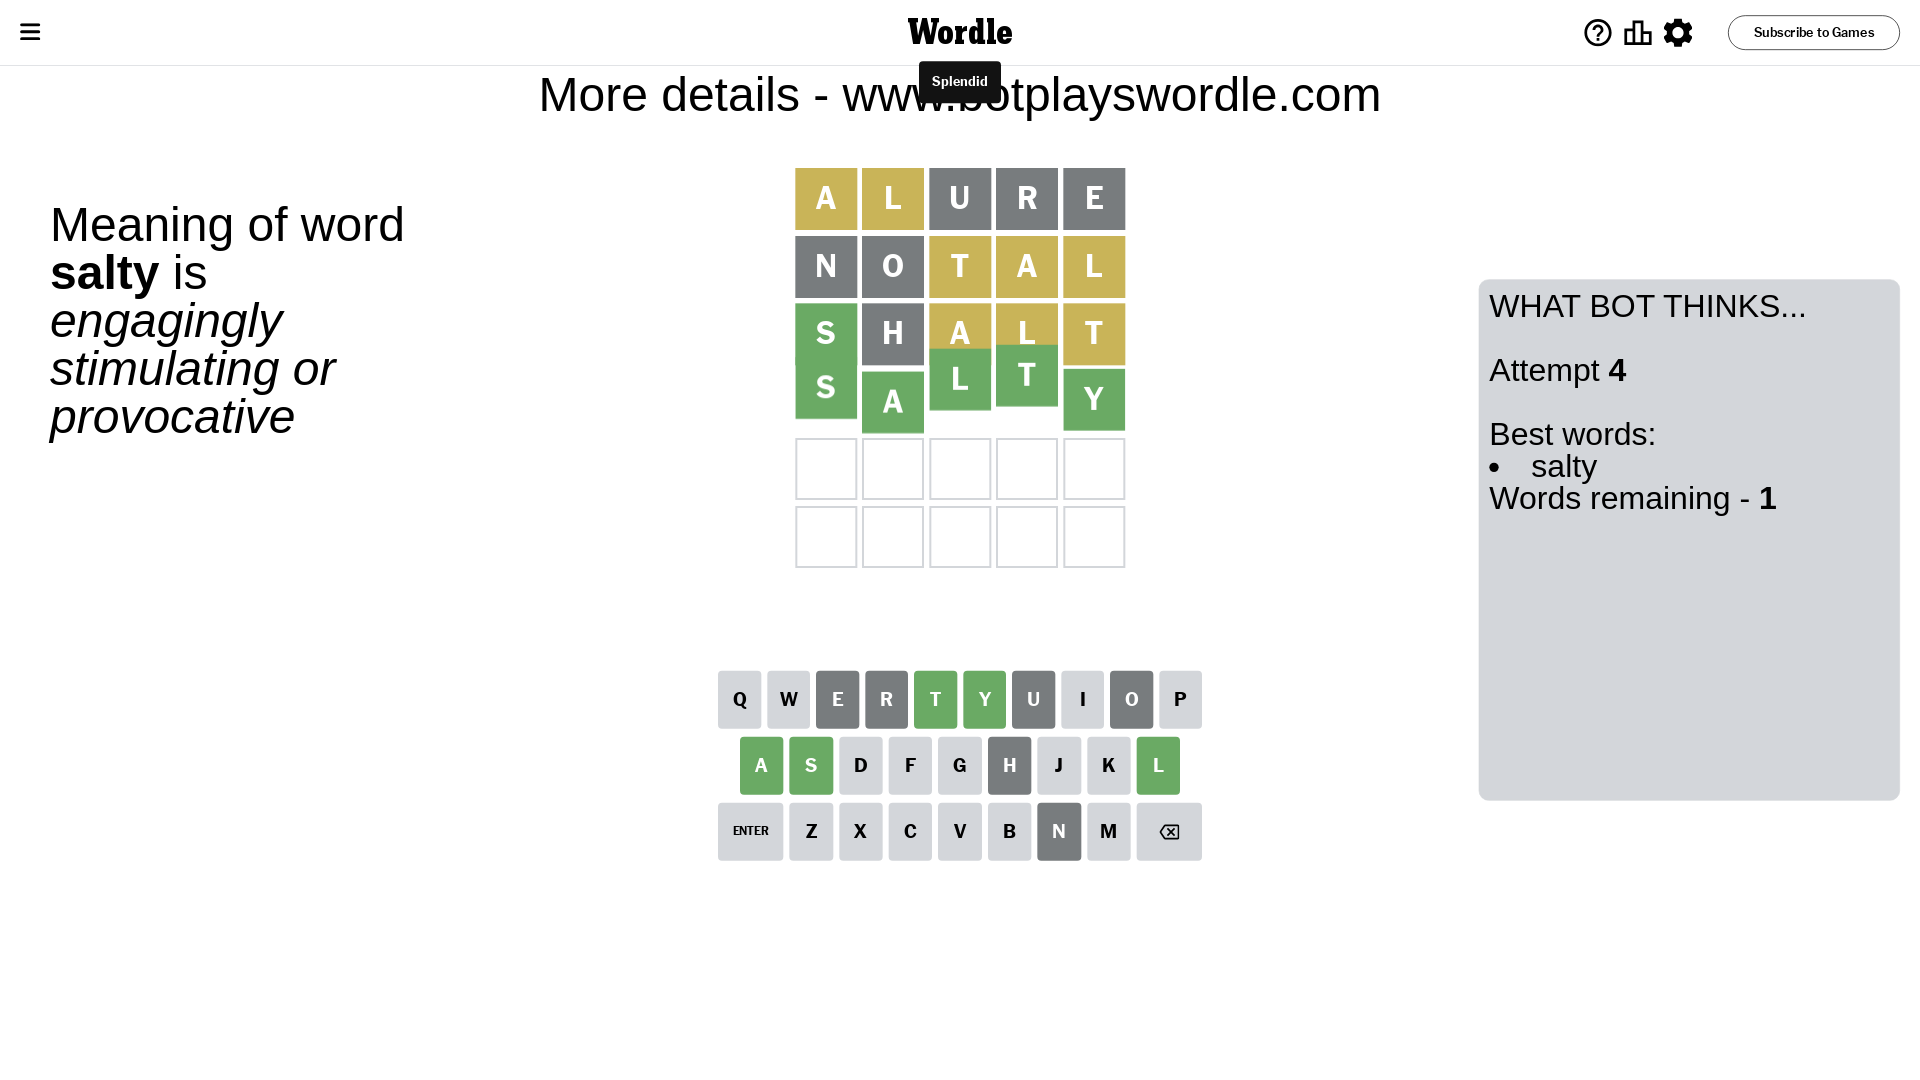 Wordle
Subscribe to Games
Splendid
More details - www.botplayswordle.com
Meaning of word
salty is
engagingly
stimulating or
provocative
A L U R E
N O T A L
S H A L T
S A L T Y
WHAT BOT THINKS...
Attempt 4
Best words:
• salty
Words remaining - 1
Q W E R T Y U I O P
A S D F G H J K L
ENTER Z X C V B N M